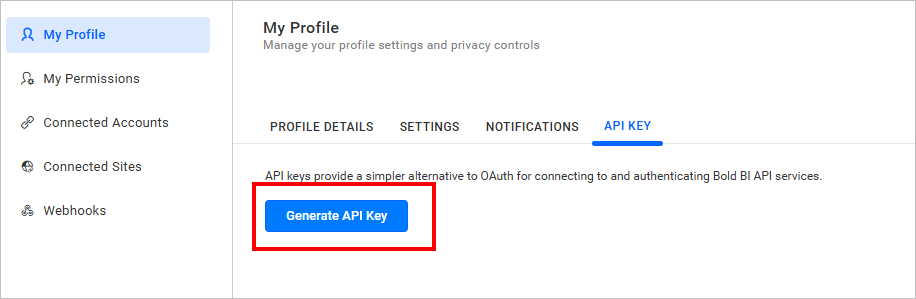 My Profile
My Permissions
Connected Accounts
Connected Sites
Webhooks
My Profile
Manage your profile settings and privacy controls
PROFILE DETAILS SETTINGS NOTIFICATIONS API KEY
API keys provide a simpler alternative to OAuth for connecting to and authenticating Bold BI API services.
Generate API Key